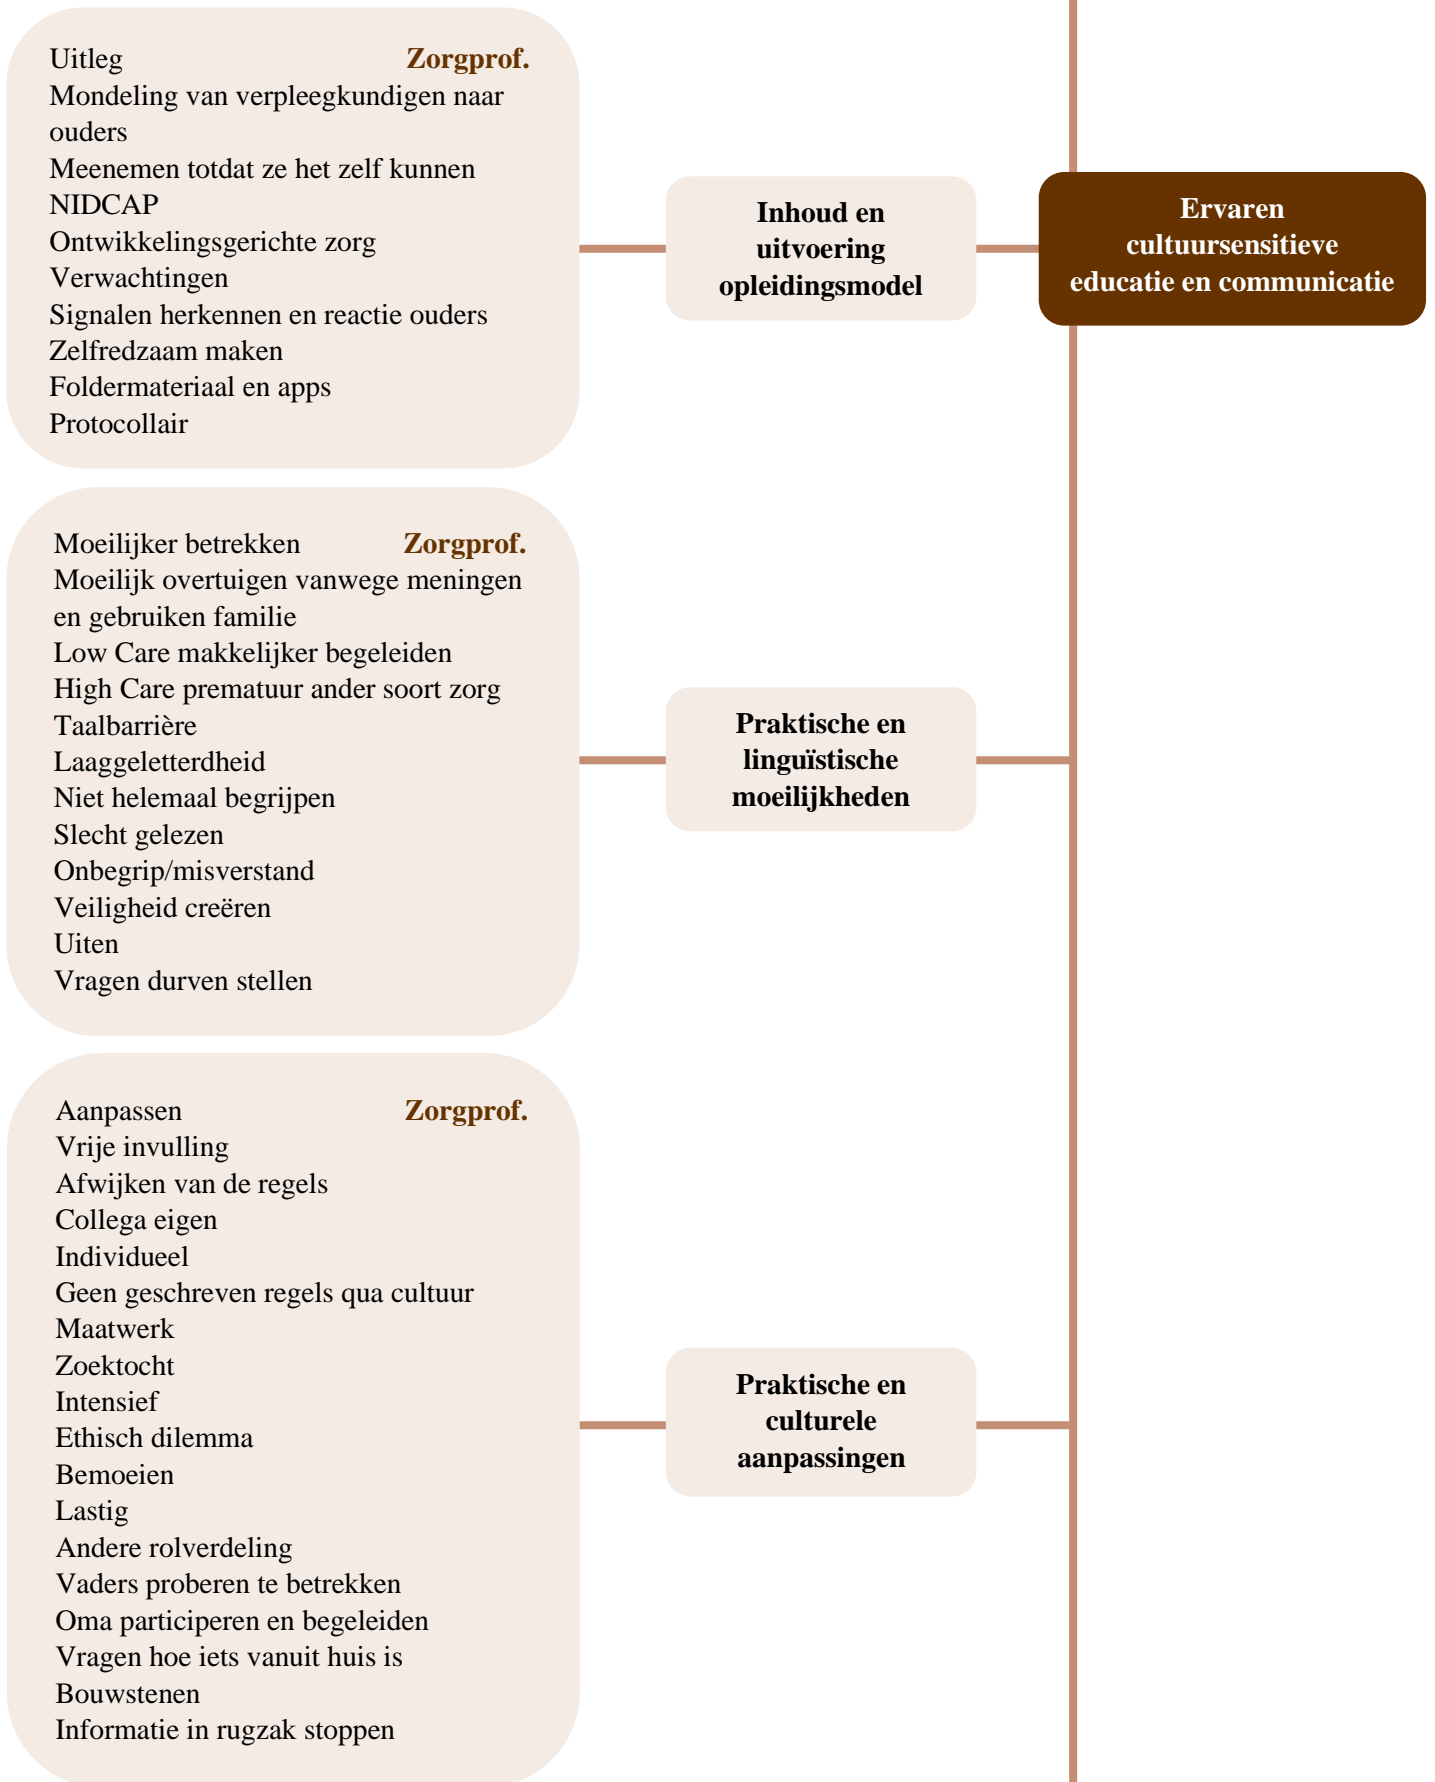 Uitleg Zorgprof.
Mondeling van verpleegkundigen naar
ouders
Meenemen totdat ze het zelf kunnen
NIDCAP
Ontwikkelingsgerichte zorg
Verwachtingen
Signalen herkennen en reactie ouders
Zelfredzaam maken
Foldermateriaal en apps
Protocollair
Inhoud en
uitvoering
opleidingsmodel
Ervaren
cultuursensitieve
educatie en communicatie
Moeilijker betrekken Zorgprof.
Moeilijk overtuigen vanwege meningen
en gebruiken familie
Low Care makkelijker begeleiden
High Care prematuur ander soort zorg
Taalbarrière
Laaggeletterdheid
Niet helemaal begrijpen
Slecht gelezen
Onbegrip/misverstand
Veiligheid creëren
Uiten
Vragen durven stellen
Praktische en
linguïstische
moeilijkheden
Aanpassen Zorgprof.
Vrije invulling
Afwijken van de regels
Collega eigen
Individueel
Geen geschreven regels qua cultuur
Maatwerk
Zoektocht
Intensief
Ethisch dilemma
Bemoeien
Lastig
Andere rolverdeling
Vaders proberen te betrekken
Oma participeren en begeleiden
Vragen hoe iets vanuit huis is
Bouwstenen
Informatie in rugzak stoppen
Praktische en
culturele
aanpassingen